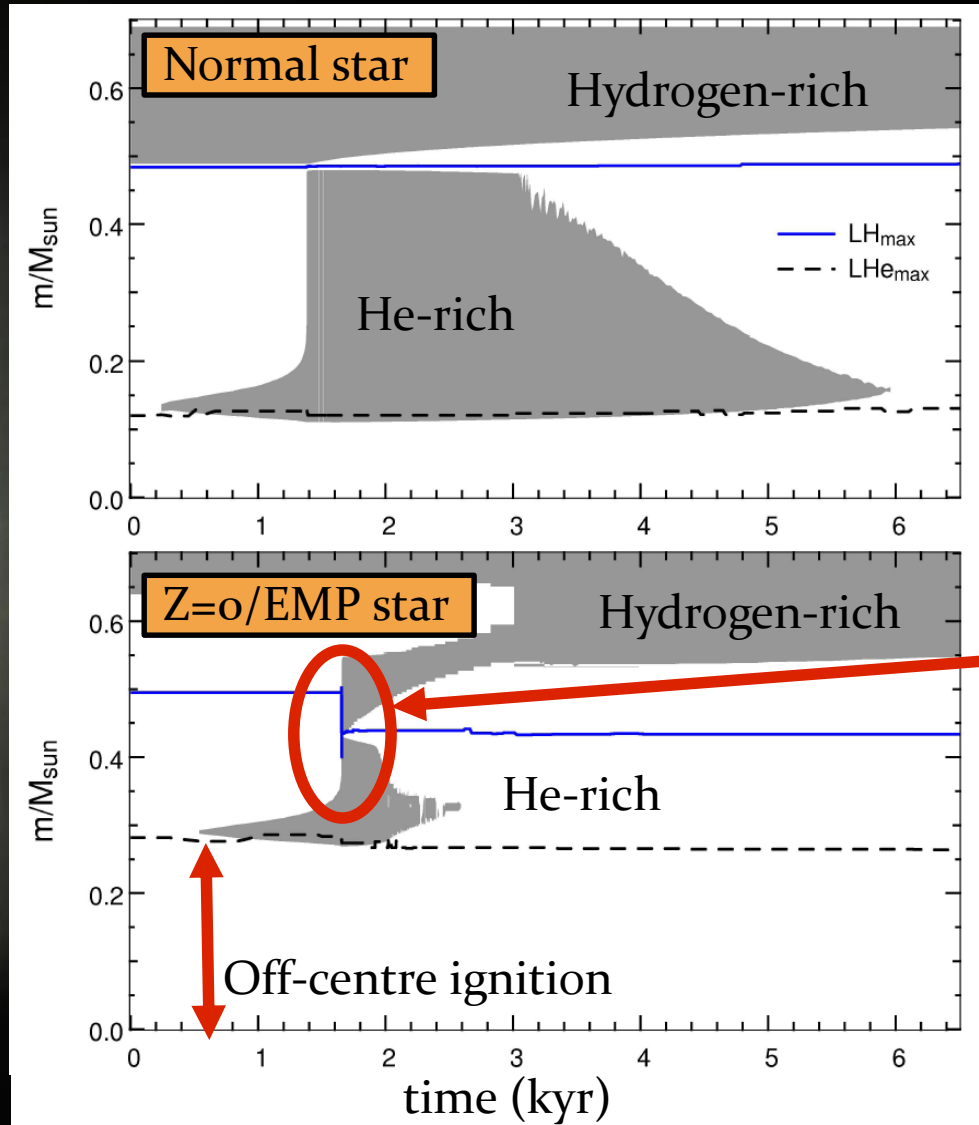 Normal star
Hydrogen-rich
0.6
0.4
0.2
0.0
m/Msun
LHmax
LHemax
He-rich
0 1 2 3 4 5 6
Z=0/EMP star
Hydrogen-rich
0.6
0.4
0.2
0.0
m/Msun
He-rich
Off-centre ignition
0 1 2 3 4 5 6
time (kyr)